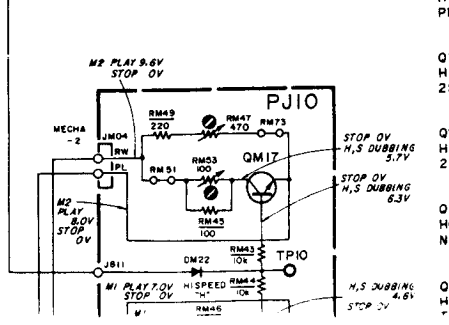 M2 PLAY 9.6V
STOP 0V
PJ10
MECHA
-2
JM04
RW
PL
RM49
220
RM47
470
RM73
RM51
RM53
100
QM17
RM45
100
STOP 0V
H,S DUBBING
5.7V
STOP 0V
H,S DUBBING
6.3V
M2
PLAY
8.0V
STOP
0V
RM43
10k
TP10
J811
DM22
HISPEED
"H"
RM44
10k
M1 PLAY 7.0V
STOP 0V
H,S DUBBING
4.6V
STOP 0V
M1
RM46